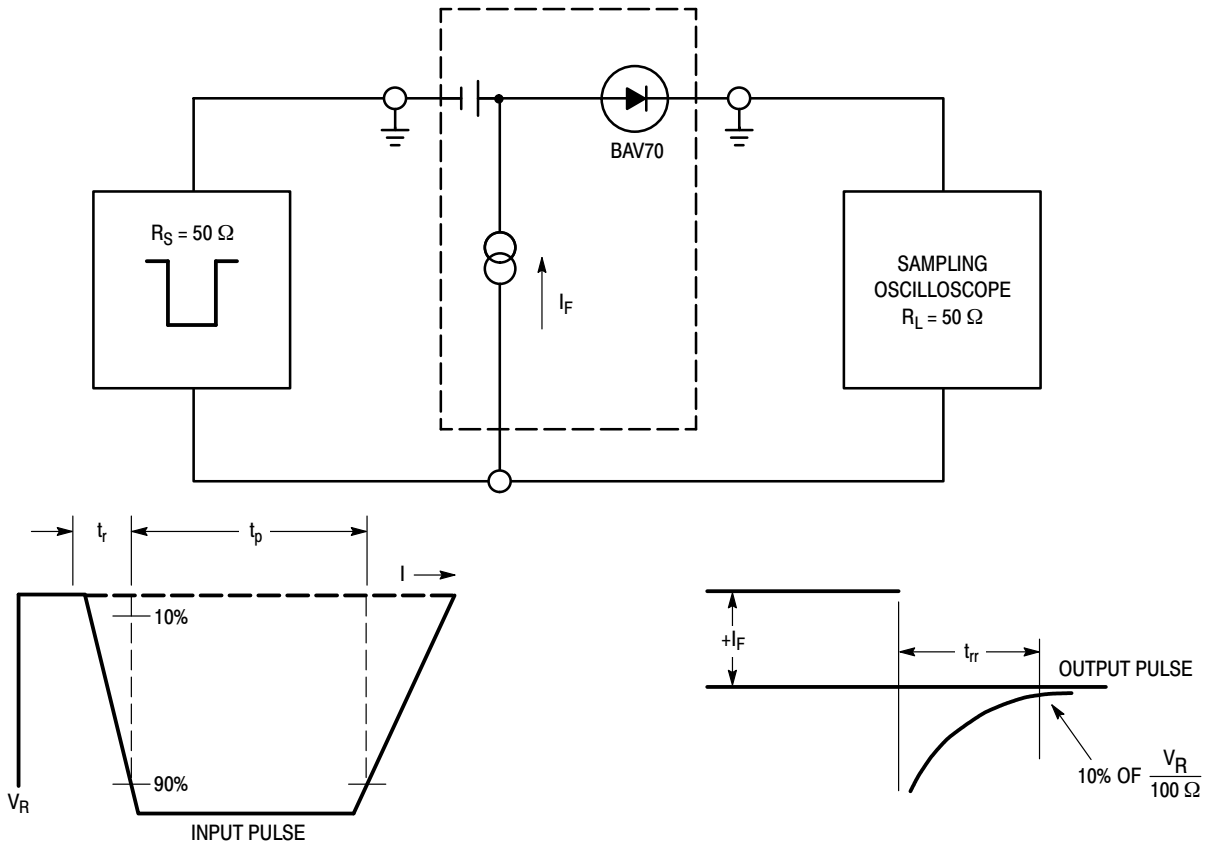 BAV70
R_S = 50 Ω
I_F
SAMPLING
OSCILLOSCOPE
R_L = 50 Ω
t_r
t_p
I
10%
90%
V_R
INPUT PULSE
+I_F
t_rr
OUTPUT PULSE
10% OF V_R / 100 Ω